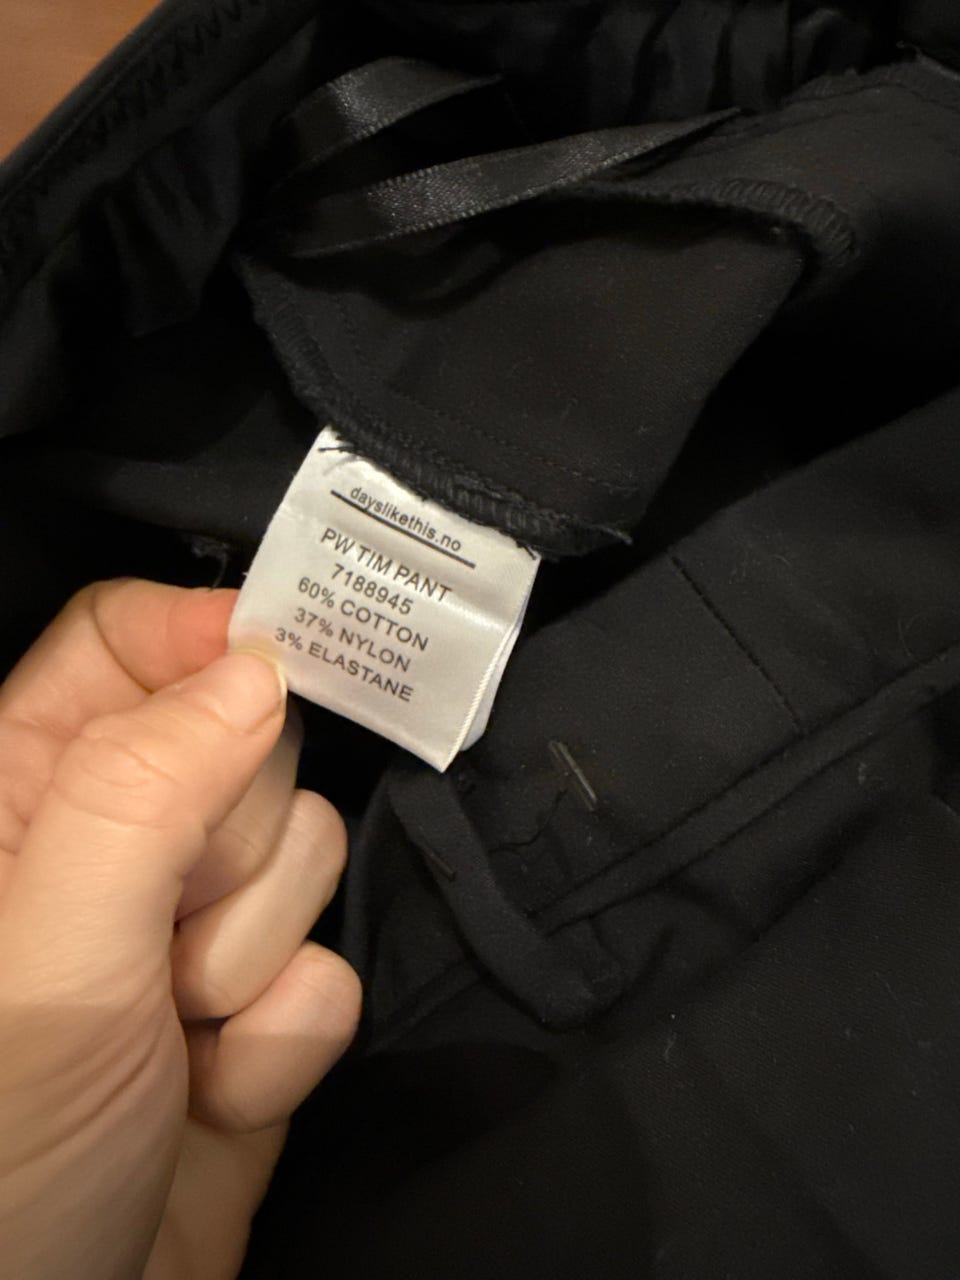 dayslikethis.no
PW TIM PANT
7188945
60% COTTON
37% NYLON
3% ELASTANE